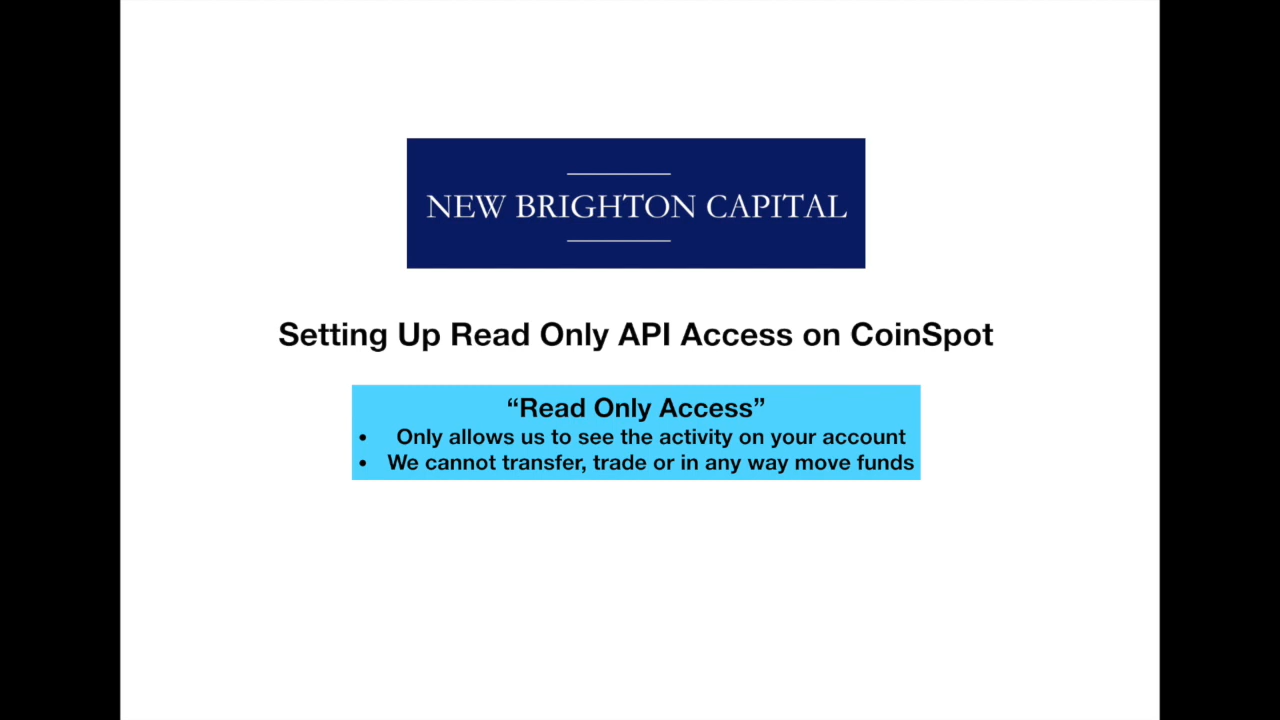 NEW BRIGHTON CAPITAL
Setting Up Read Only API Access on CoinSpot
“Read Only Access”
• Only allows us to see the activity on your account
• We cannot transfer, trade or in any way move funds